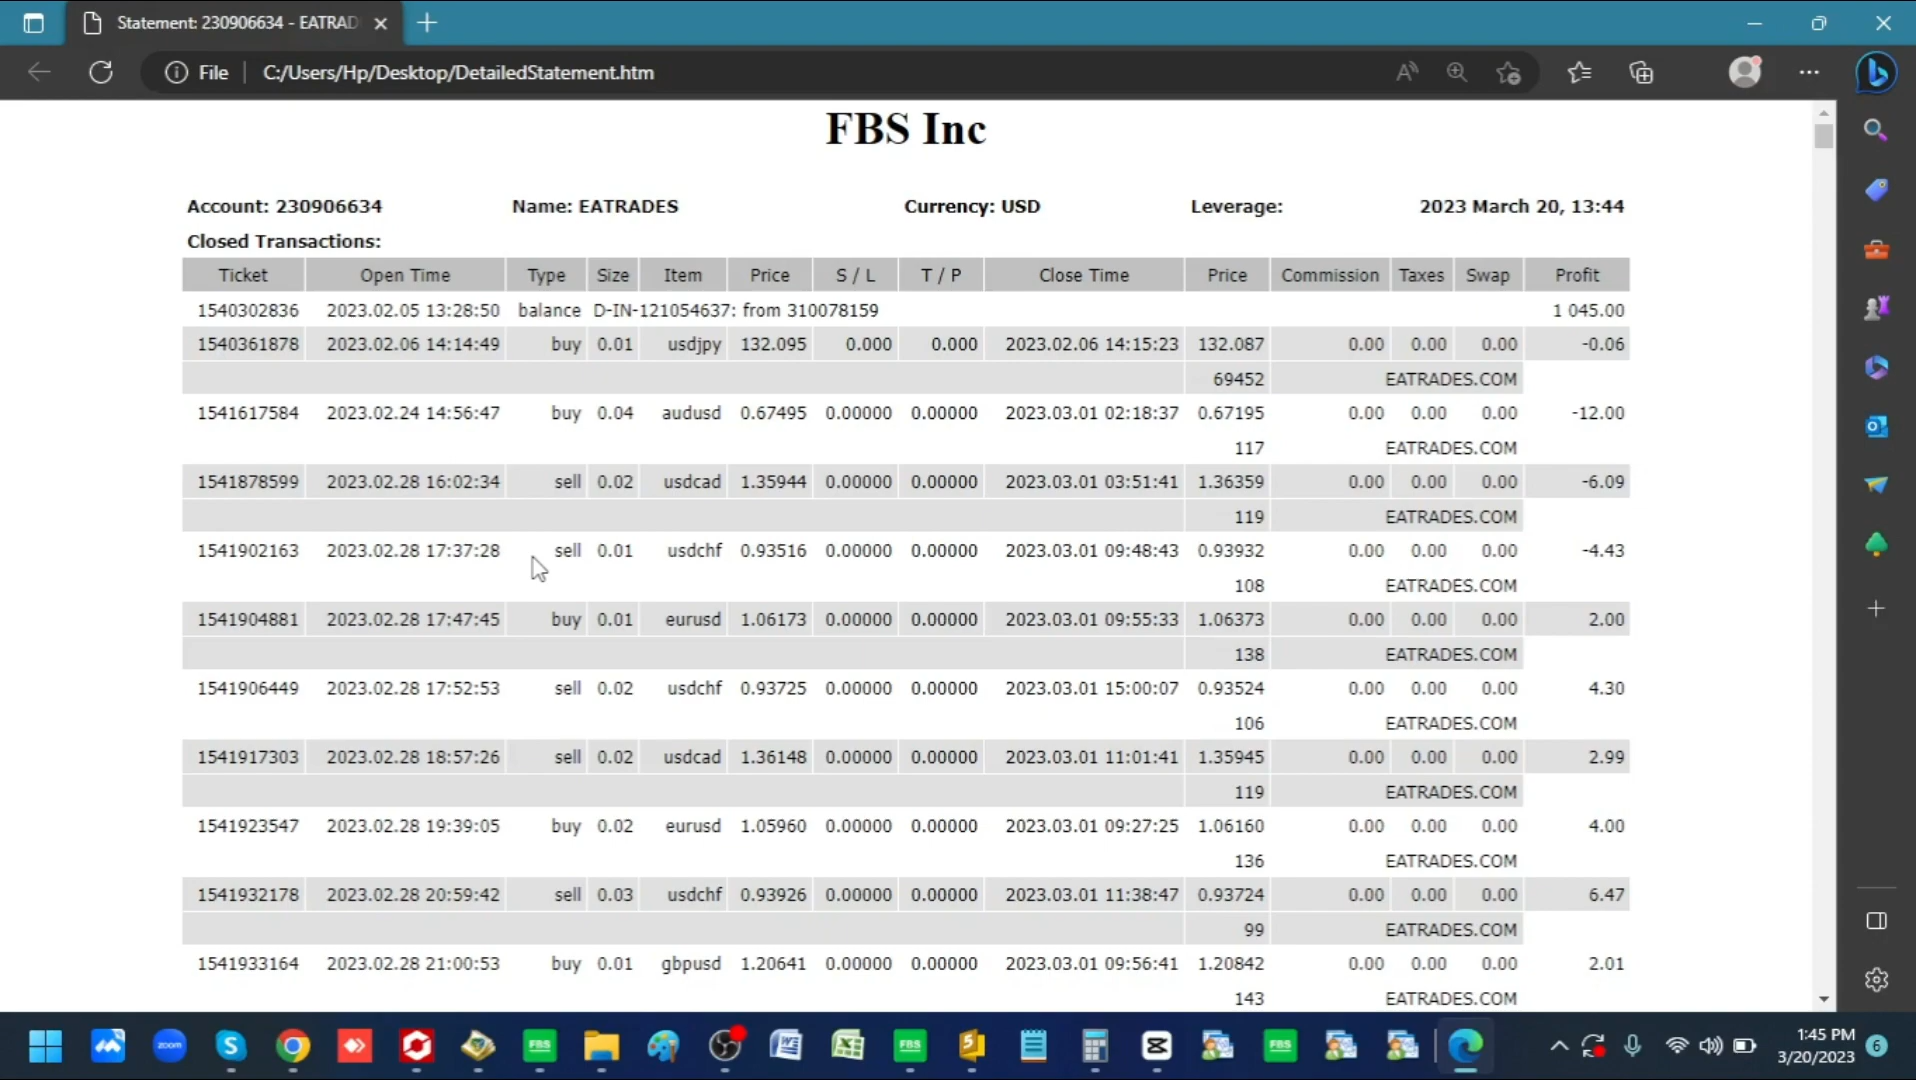 Statement: 230906634 - EATRAD
File C:/Users/Hp/Desktop/DetailedStatement.htm
FBS Inc
Account: 230906634 Name: EATRADES Currency: USD Leverage: 2023 March 20, 13:44
Closed Transactions:
Ticket Open Time Type Size Item Price S / L T / P Close Time Price Commission Taxes Swap Profit
1540302836 2023.02.05 13:28:50 balance D-IN-121054637: from 310078159 1 045.00
1540361878 2023.02.06 14:14:49 buy 0.01 usdjpy 132.095 0.000 0.000 2023.02.06 14:15:23 132.087 0.00 0.00 0.00 -0.06
69452 EATRADES.COM
1541617584 2023.02.24 14:56:47 buy 0.04 audusd 0.67495 0.00000 0.00000 2023.03.01 02:18:37 0.67195 0.00 0.00 0.00 -12.00
117 EATRADES.COM
1541878599 2023.02.28 16:02:34 sell 0.02 usdcad 1.35944 0.00000 0.00000 2023.03.01 03:51:41 1.36359 0.00 0.00 0.00 -6.09
119 EATRADES.COM
1541902163 2023.02.28 17:37:28 sell 0.01 usdchf 0.93516 0.00000 0.00000 2023.03.01 09:48:43 0.93932 0.00 0.00 0.00 -4.43
108 EATRADES.COM
1541904881 2023.02.28 17:47:45 buy 0.01 eurusd 1.06173 0.00000 0.00000 2023.03.01 09:55:33 1.06373 0.00 0.00 0.00 2.00
138 EATRADES.COM
1541906449 2023.02.28 17:52:53 sell 0.02 usdchf 0.93725 0.00000 0.00000 2023.03.01 15:00:07 0.93524 0.00 0.00 0.00 4.30
106 EATRADES.COM
1541917303 2023.02.28 18:57:26 sell 0.02 usdcad 1.36148 0.00000 0.00000 2023.03.01 11:01:41 1.35945 0.00 0.00 0.00 2.99
119 EATRADES.COM
1541923547 2023.02.28 19:39:05 buy 0.02 eurusd 1.05960 0.00000 0.00000 2023.03.01 09:27:25 1.06160 0.00 0.00 0.00 4.00
136 EATRADES.COM
1541932178 2023.02.28 20:59:42 sell 0.03 usdchf 0.93926 0.00000 0.00000 2023.03.01 11:38:47 0.93724 0.00 0.00 0.00 6.47
99 EATRADES.COM
1541933164 2023.02.28 21:00:53 buy 0.01 gbpusd 1.20641 0.00000 0.00000 2023.03.01 09:56:41 1.20842 0.00 0.00 0.00 2.01
143 EATRADES.COM
zoom FBS FBS 5 FBS
1:45 PM
3/20/2023 6